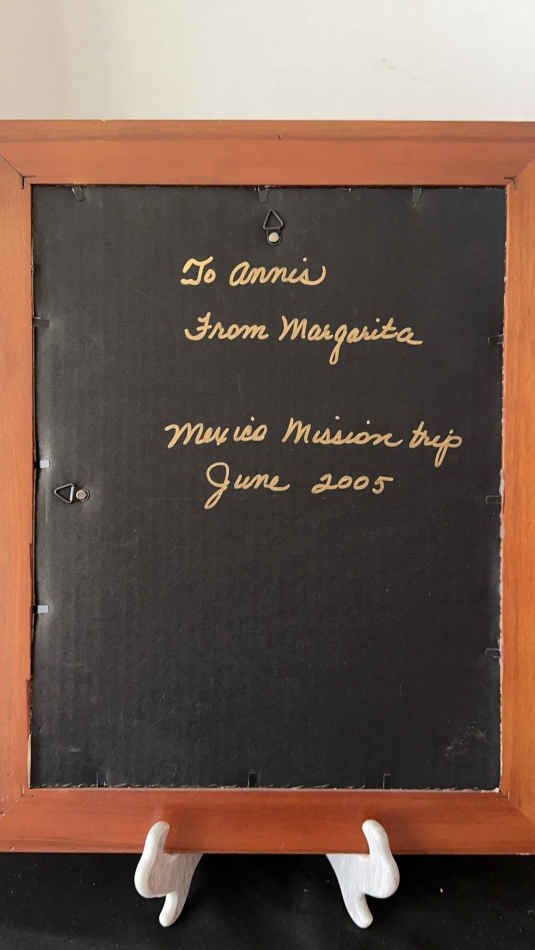 To Annis
From Margarita
Mexico Mission trip
June 2005